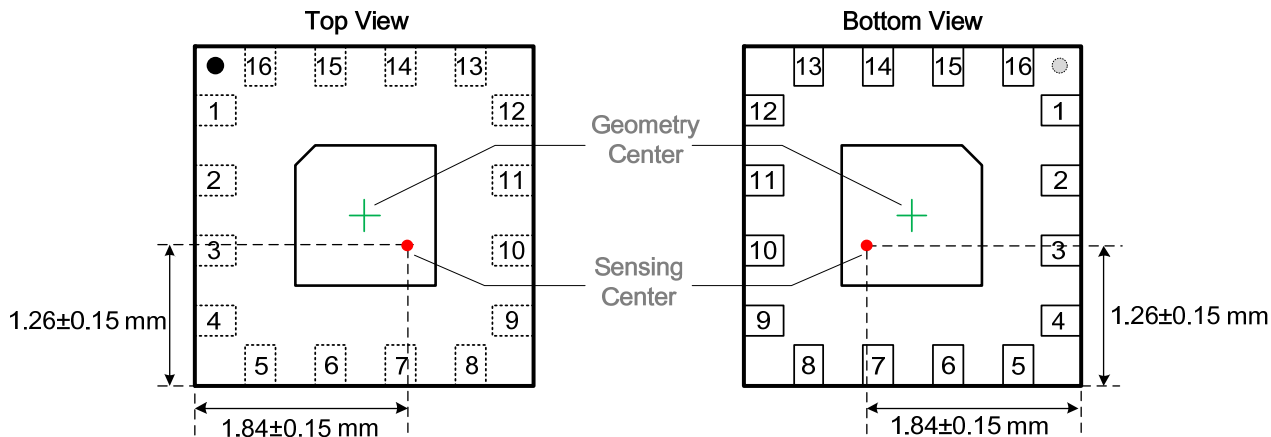 Top View
Bottom View
16 15 14 13
13 14 15 16
1
12
12
1
Geometry
Center
2
11
11
2
3
10
10
3
Sensing
Center
4
9
9
4
1.26±0.15 mm
1.26±0.15 mm
5 6 7 8
8 7 6 5
1.84±0.15 mm
1.84±0.15 mm